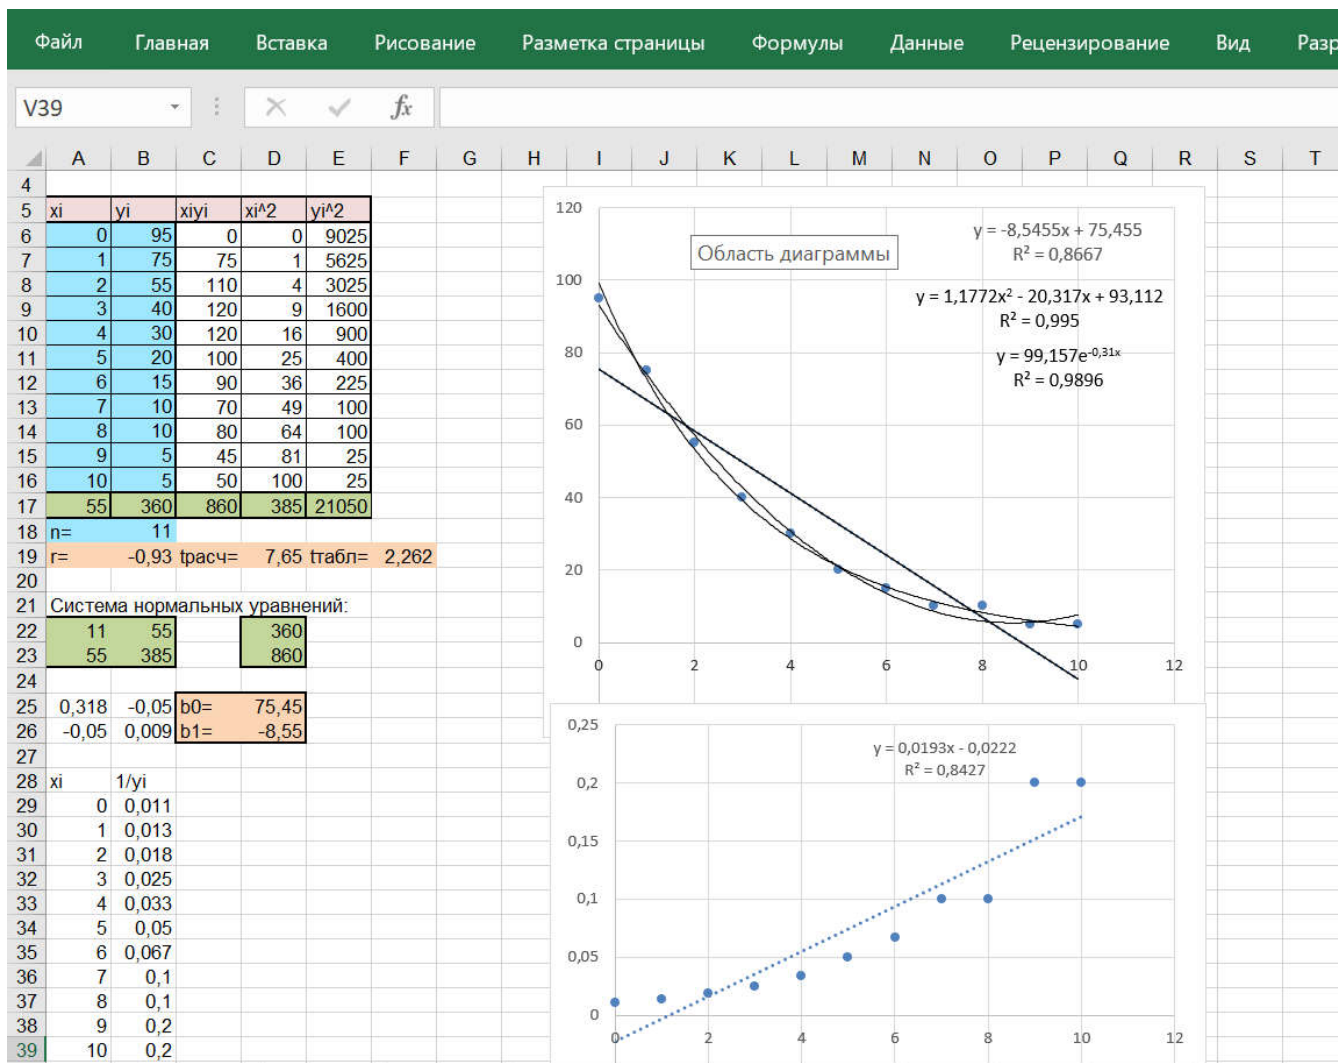 Файл Главная Вставка Рисование Разметка страницы Формулы Данные Рецензирование Вид Разр
V39 fx
A B C D E F G H I J K L M N O P Q R S T
4
5 xi yi xiyi xi^2 yi^2
6 0 95 0 0 9025
7 1 75 75 1 5625
8 2 55 110 4 3025
9 3 40 120 9 1600
10 4 30 120 16 900
11 5 20 100 25 400
12 6 15 90 36 225
13 7 10 70 49 100
14 8 10 80 64 100
15 9 5 45 81 25
16 10 5 50 100 25
17 55 360 860 385 21050
18 n= 11
19 r= -0,93 tрасч= 7,65 tтабл= 2,262
20
21 Система нормальных уравнений:
22 11 55 360
23 55 385 860
24
25 0,318 -0,05 b0= 75,45
26 -0,05 0,009 b1= -8,55
27
28 xi 1/yi
29 0 0,011
30 1 0,013
31 2 0,018
32 3 0,025
33 4 0,033
34 5 0,05
35 6 0,067
36 7 0,1
37 8 0,1
38 9 0,2
39 10 0,2
120
100
80
60
40
20
0
0 2 4 6 8 10 12
Область диаграммы
y = -8,5455x + 75,455
R² = 0,8667
y = 1,1772x² - 20,317x + 93,112
R² = 0,995
y = 99,157e^-0,31x
R² = 0,9896
0,25
0,2
0,15
0,1
0,05
0
0 2 4 6 8 10 12
y = 0,0193x - 0,0222
R² = 0,8427